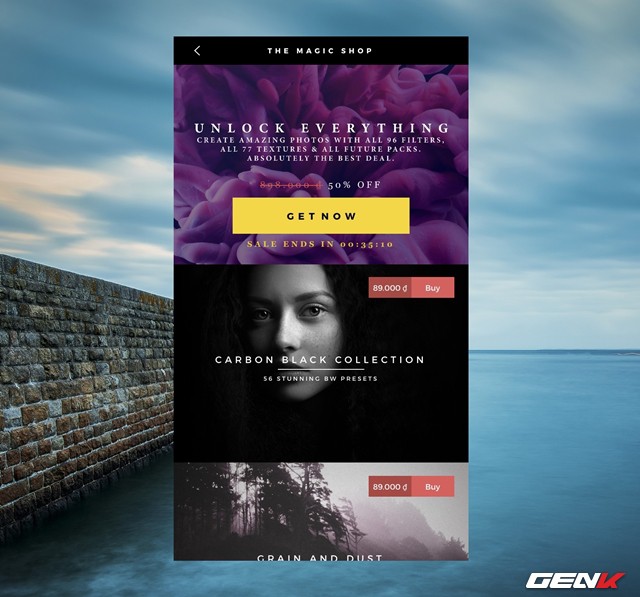 THE MAGIC SHOP
UNLOCK EVERYTHING
CREATE AMAZING PHOTOS WITH ALL 96 FILTERS,
ALL 77 TEXTURES & ALL FUTURE PACKS.
ABSOLUTELY THE BEST DEAL.
898.000 ₫ 50% OFF
GET NOW
SALE ENDS IN 00:35:10
89.000 ₫ Buy
CARBON BLACK COLLECTION
56 STUNNING BW PRESETS
89.000 ₫ Buy
GRAIN AND DUST
GENK